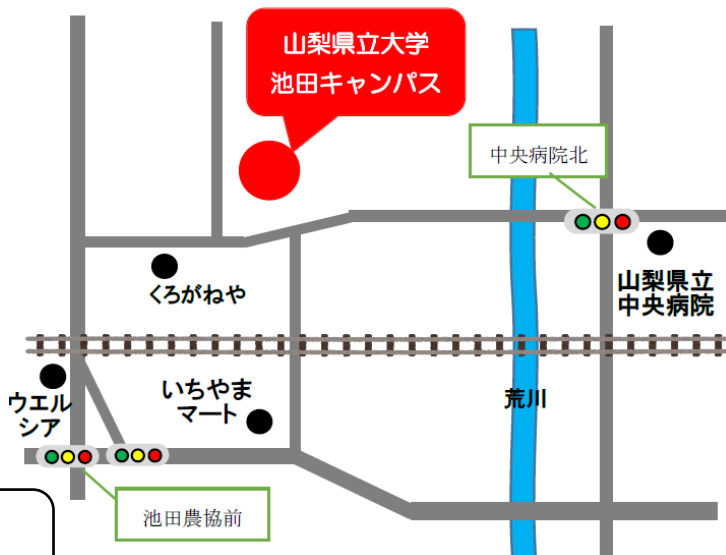 山梨県立大学
池田キャンパス
中央病院北
くろがねや
山梨県立
中央病院
ウエル
シア
いちやま
マート
荒川
池田農協前